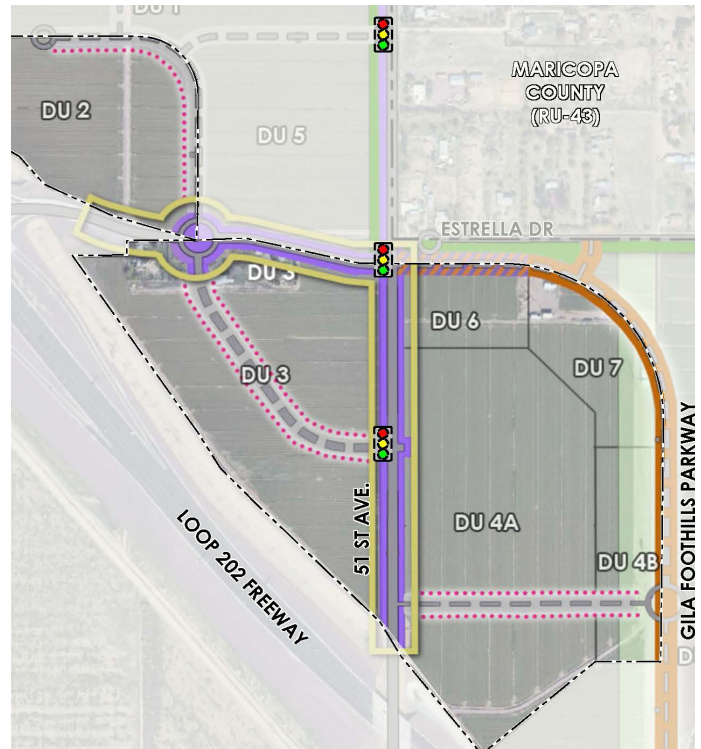 DU 1
DU 2
DU 5
MARICOPA
COUNTY
(RU-43)
ESTRELLA DR
DU 3
DU 6
DU 3
DU 7
51 ST AVE.
DU 4A
LOOP 202 FREEWAY
DU 4B
GILA FOOTHILLS PARKWAY